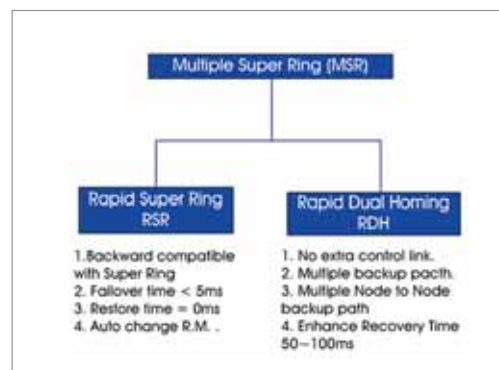 Multiple Super Ring (MSR)
Rapid Super Ring
RSR
1.Backward compatible
with Super Ring
2. Failover time < 5ms
3. Restore time = 0ms
4. Auto change R.M. .
Rapid Dual Homing
RDH
1. No extra control link.
2. Multiple backup pacth.
3. Multiple Node to Node
backup path
4. Enhance Recovery Time
50~100ms